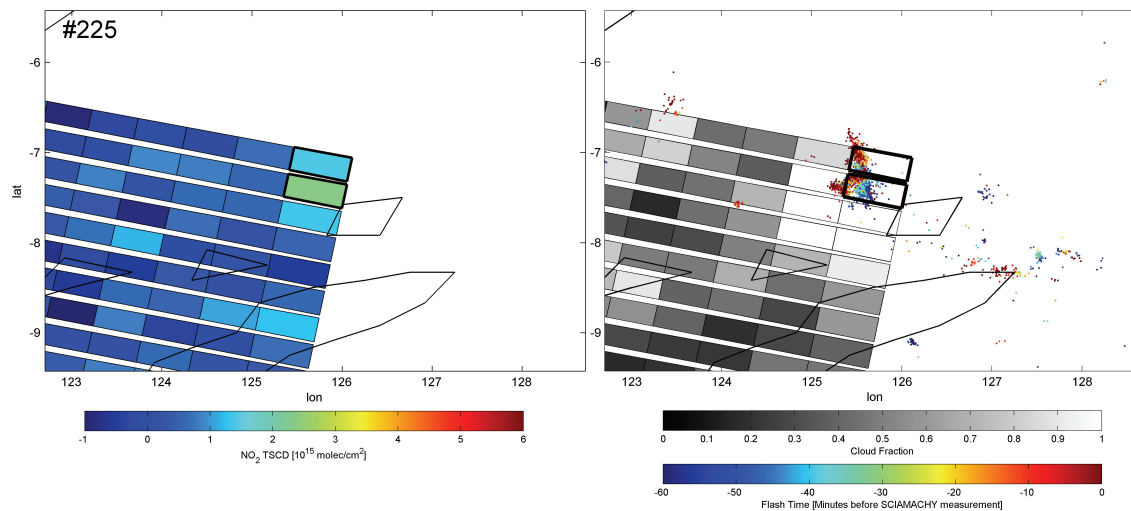 #225
-6
-7
-8
-9
lat
123 124 125 126 127 128
lon
-1 0 1 2 3 4 5 6
NO2 TSCD [10^15 molec/cm^2]
-6
-7
-8
-9
123 124 125 126 127 128
lon
0 0.1 0.2 0.3 0.4 0.5 0.6 0.7 0.8 0.9 1
Cloud Fraction
-60 -50 -40 -30 -20 -10 0
Flash Time [Minutes before SCIAMACHY measurement]